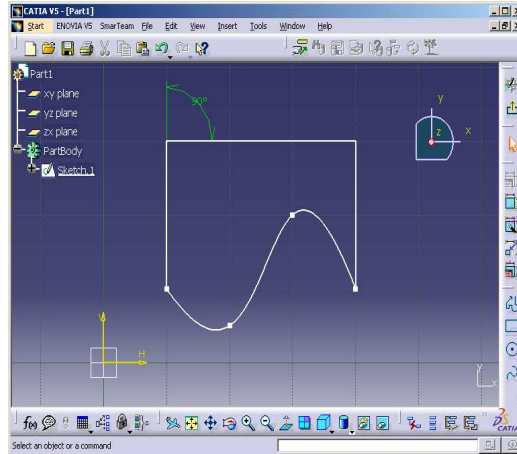 CATIA V5 - [Part1]
Start ENOVIA V5 SmarTeam File Edit View Insert Tools Window Help
Part1
xy plane
yz plane
zx plane
PartBody
Sketch.1
90°
y
z x
V
H
y
x
f(x)
CATIA
Select an object or a command